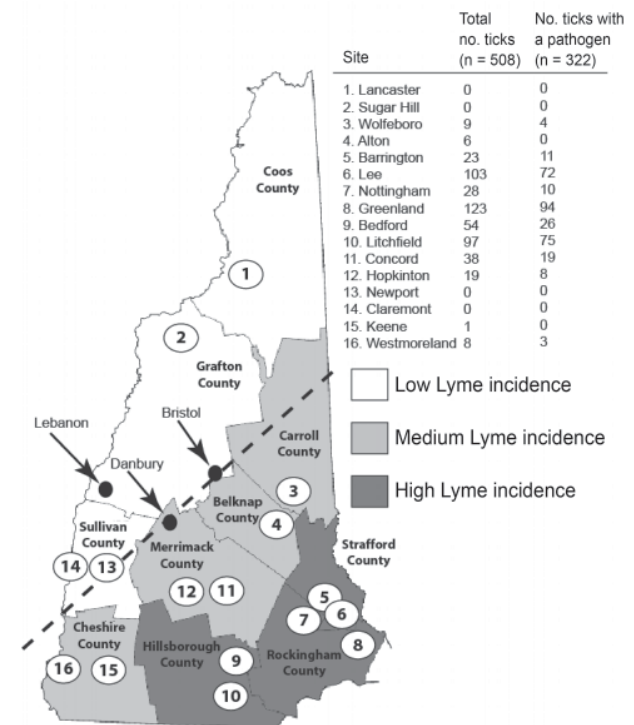 Total No. ticks with
no. ticks a pathogen
Site (n = 508) (n = 322)
1. Lancaster 0 0
2. Sugar Hill 0 0
3. Wolfeboro 9 4
4. Alton 6 0
5. Barrington 23 11
6. Lee 103 72
7. Nottingham 28 10
8. Greenland 123 94
9. Bedford 54 26
10. Litchfield 97 75
11. Concord 38 19
12. Hopkinton 19 8
13. Newport 0 0
14. Claremont 0 0
15. Keene 1 0
16. Westmoreland 8 3
Low Lyme incidence
Medium Lyme incidence
High Lyme incidence
Coos
County
1
2
Grafton
County
Lebanon
Bristol
Danbury
Carroll
County
3
Belknap
County
4
Sullivan
County
14
13
Merrimack
County
12
11
Strafford
County
5
6
7
8
Cheshire
County
16
15
Hillsborough
County
9
10
Rockingham
County